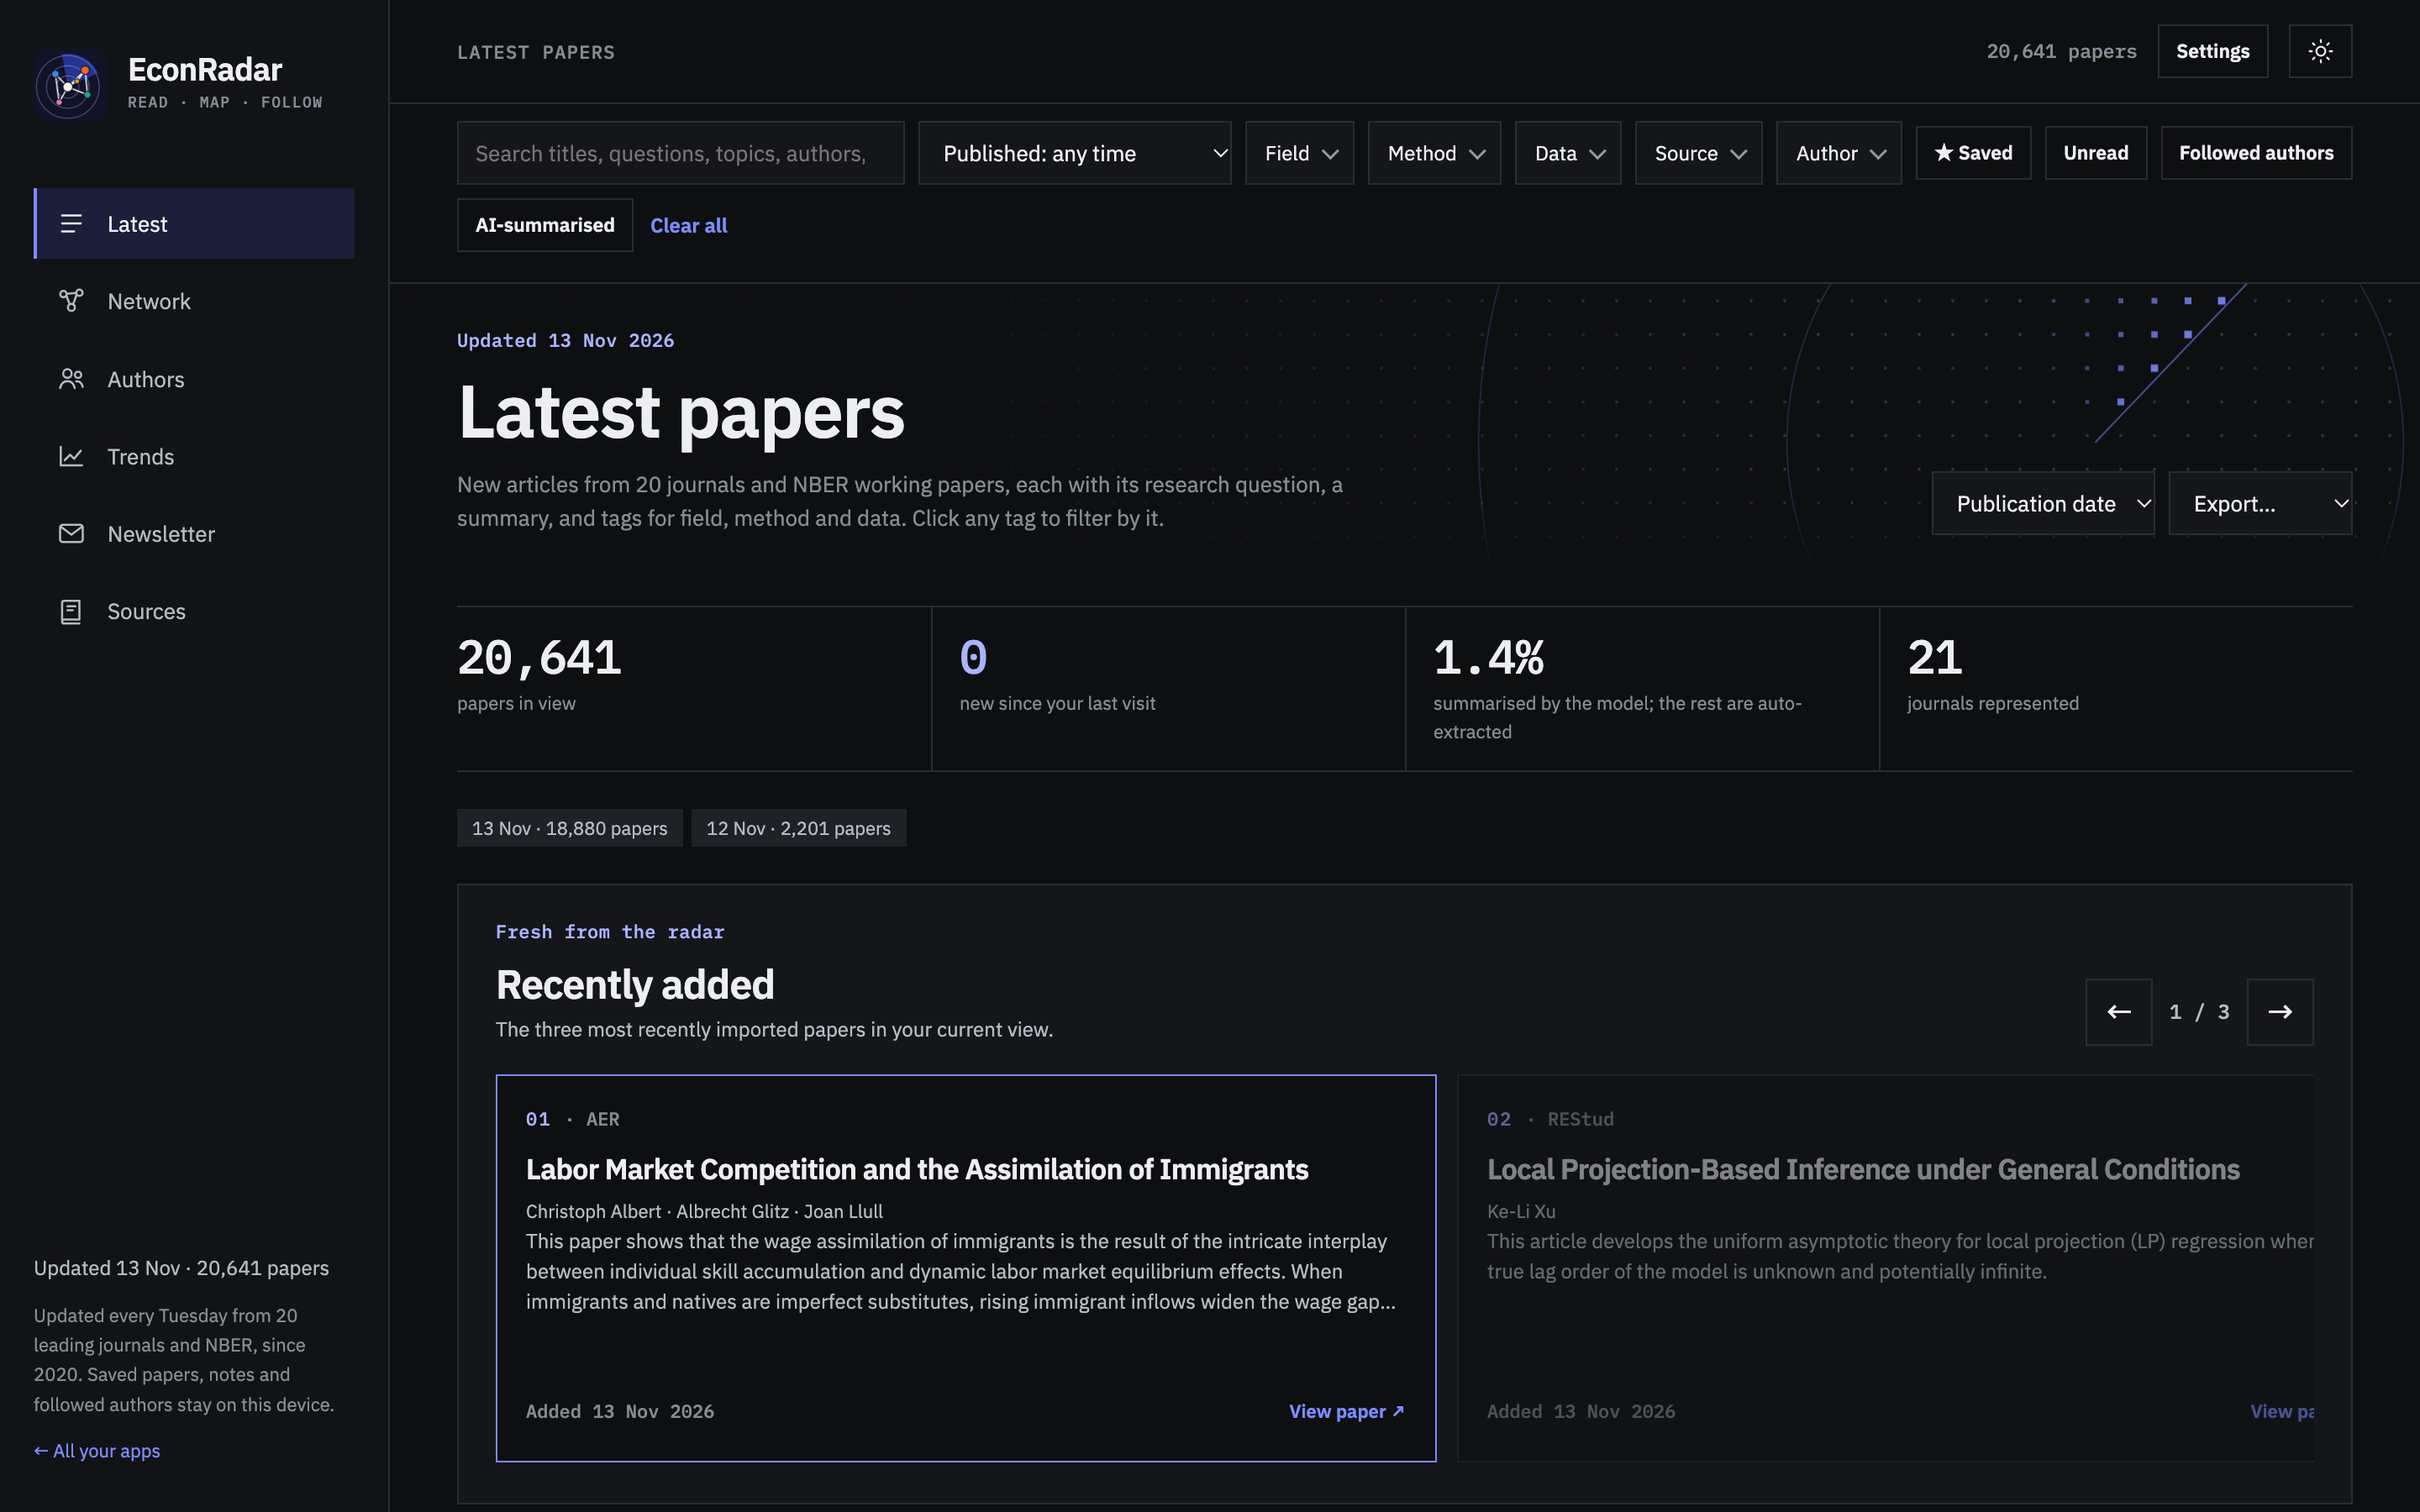 EconRadar
READ · MAP · FOLLOW
Latest
Network
Authors
Trends
Newsletter
Sources
Updated 13 Nov · 20,641 papers
Updated every Tuesday from 20
leading journals and NBER, since
2020. Saved papers, notes and
followed authors stay on this device.
← All your apps
LATEST PAPERS
20,641 papers
Settings
Search titles, questions, topics, authors,
Published: any time
Field
Method
Data
Source
Author
★ Saved
Unread
Followed authors
AI-summarised
Clear all
Updated 13 Nov 2026
Latest papers
New articles from 20 journals and NBER working papers, each with its research question, a
summary, and tags for field, method and data. Click any tag to filter by it.
Publication date
Export...
20,641
papers in view
0
new since your last visit
1.4%
summarised by the model; the rest are auto-
extracted
21
journals represented
13 Nov · 18,880 papers
12 Nov · 2,201 papers
Fresh from the radar
Recently added
The three most recently imported papers in your current view.
← 1 / 3 →
01 · AER
Labor Market Competition and the Assimilation of Immigrants
Christoph Albert · Albrecht Glitz · Joan Llull
This paper shows that the wage assimilation of immigrants is the result of the intricate interplay
between individual skill accumulation and dynamic labor market equilibrium effects. When
immigrants and natives are imperfect substitutes, rising immigrant inflows widen the wage gap...
Added 13 Nov 2026
View paper ↗
02 · REStud
Local Projection-Based Inference under General Conditions
Ke-Li Xu
This article develops the uniform asymptotic theory for local projection (LP) regression when
true lag order of the model is unknown and potentially infinite.
Added 13 Nov 2026
View pa